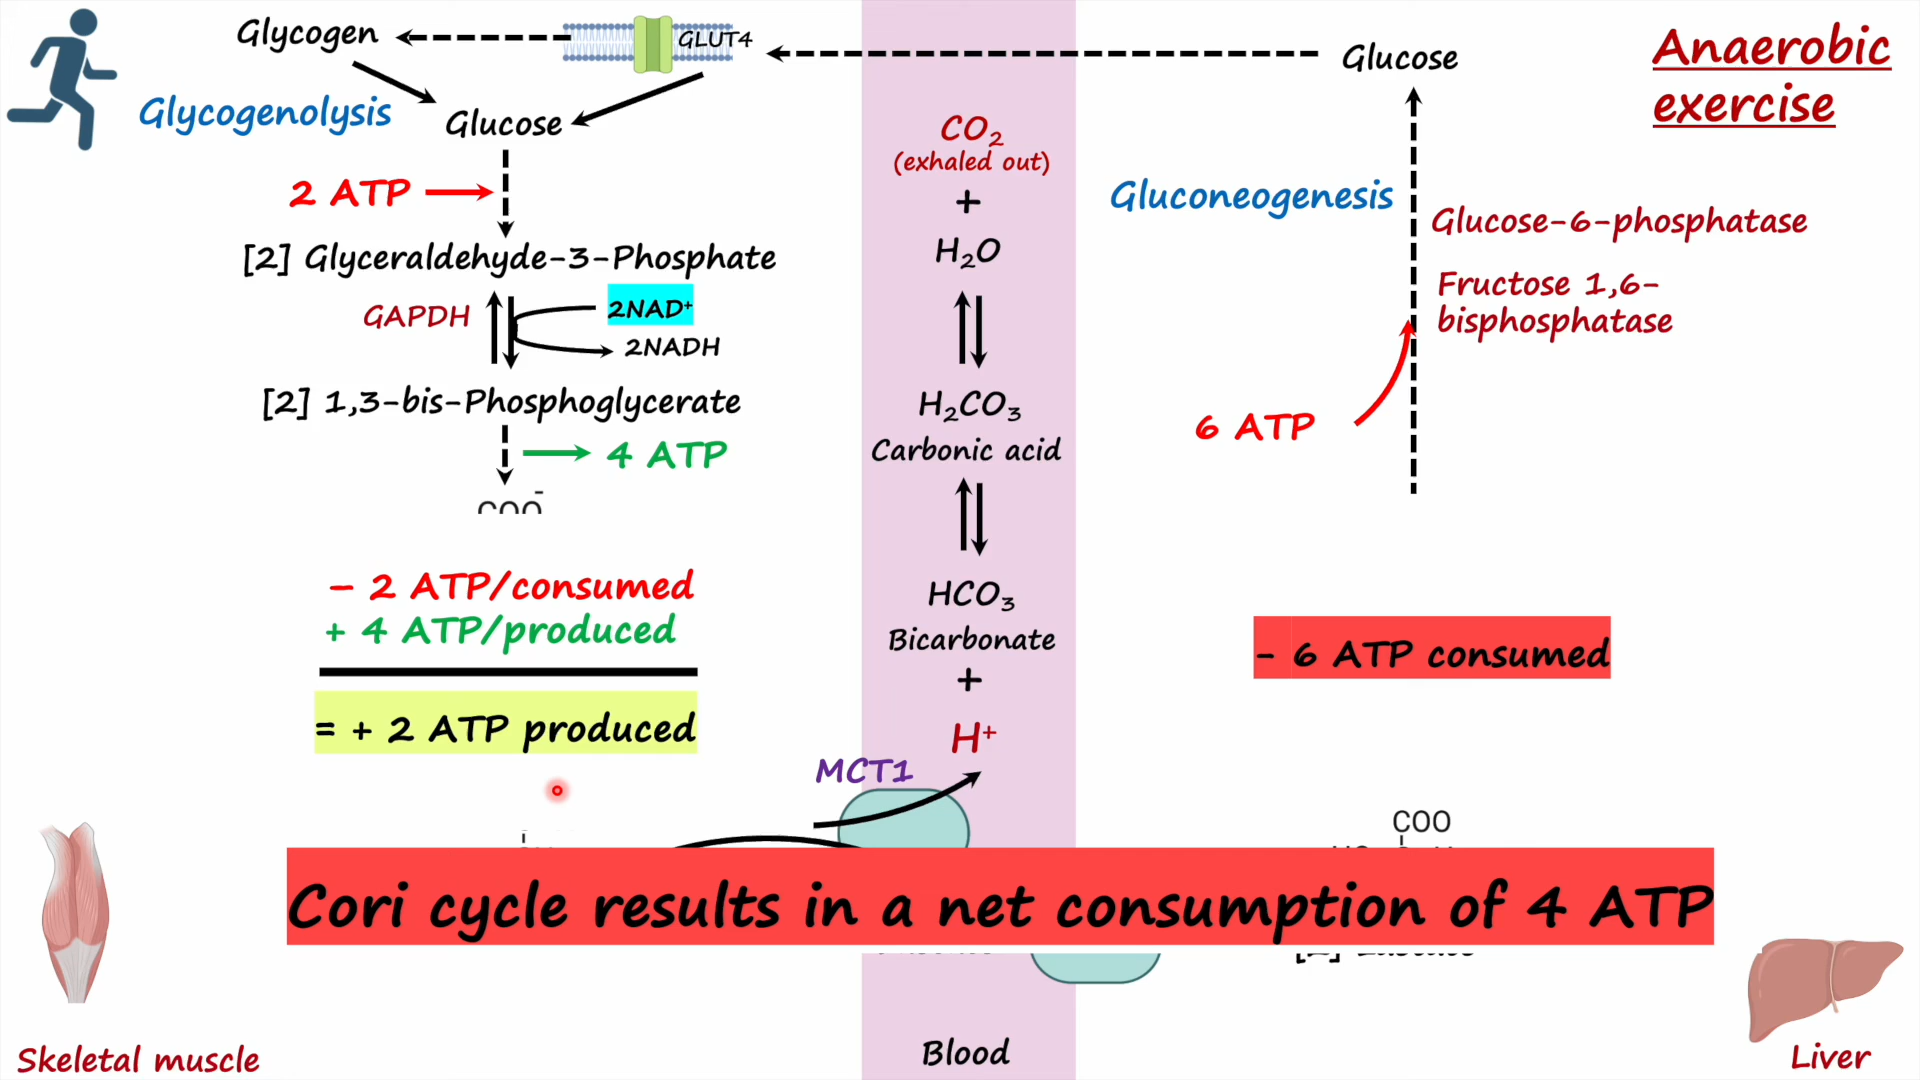 Glycogen
GLUT4
Glucose
Anaerobic
exercise
Glycogenolysis
Glucose
CO₂
(exhaled out)
2 ATP
+
Gluconeogenesis
Glucose-6-phosphatase
H₂O
[2] Glyceraldehyde-3-Phosphate
GAPDH
2NAD⁺
2NADH
Fructose 1,6-
bisphosphatase
[2] 1,3-bis-Phosphoglycerate
H₂CO₃
Carbonic acid
6 ATP
4 ATP
COO⁻
– 2 ATP/consumed
+ 4 ATP/produced
HCO₃
Bicarbonate
+
– 6 ATP consumed
= + 2 ATP produced
H⁺
MCT1
COO
Cori cycle results in a net consumption of 4 ATP
Skeletal muscle
Blood
Liver